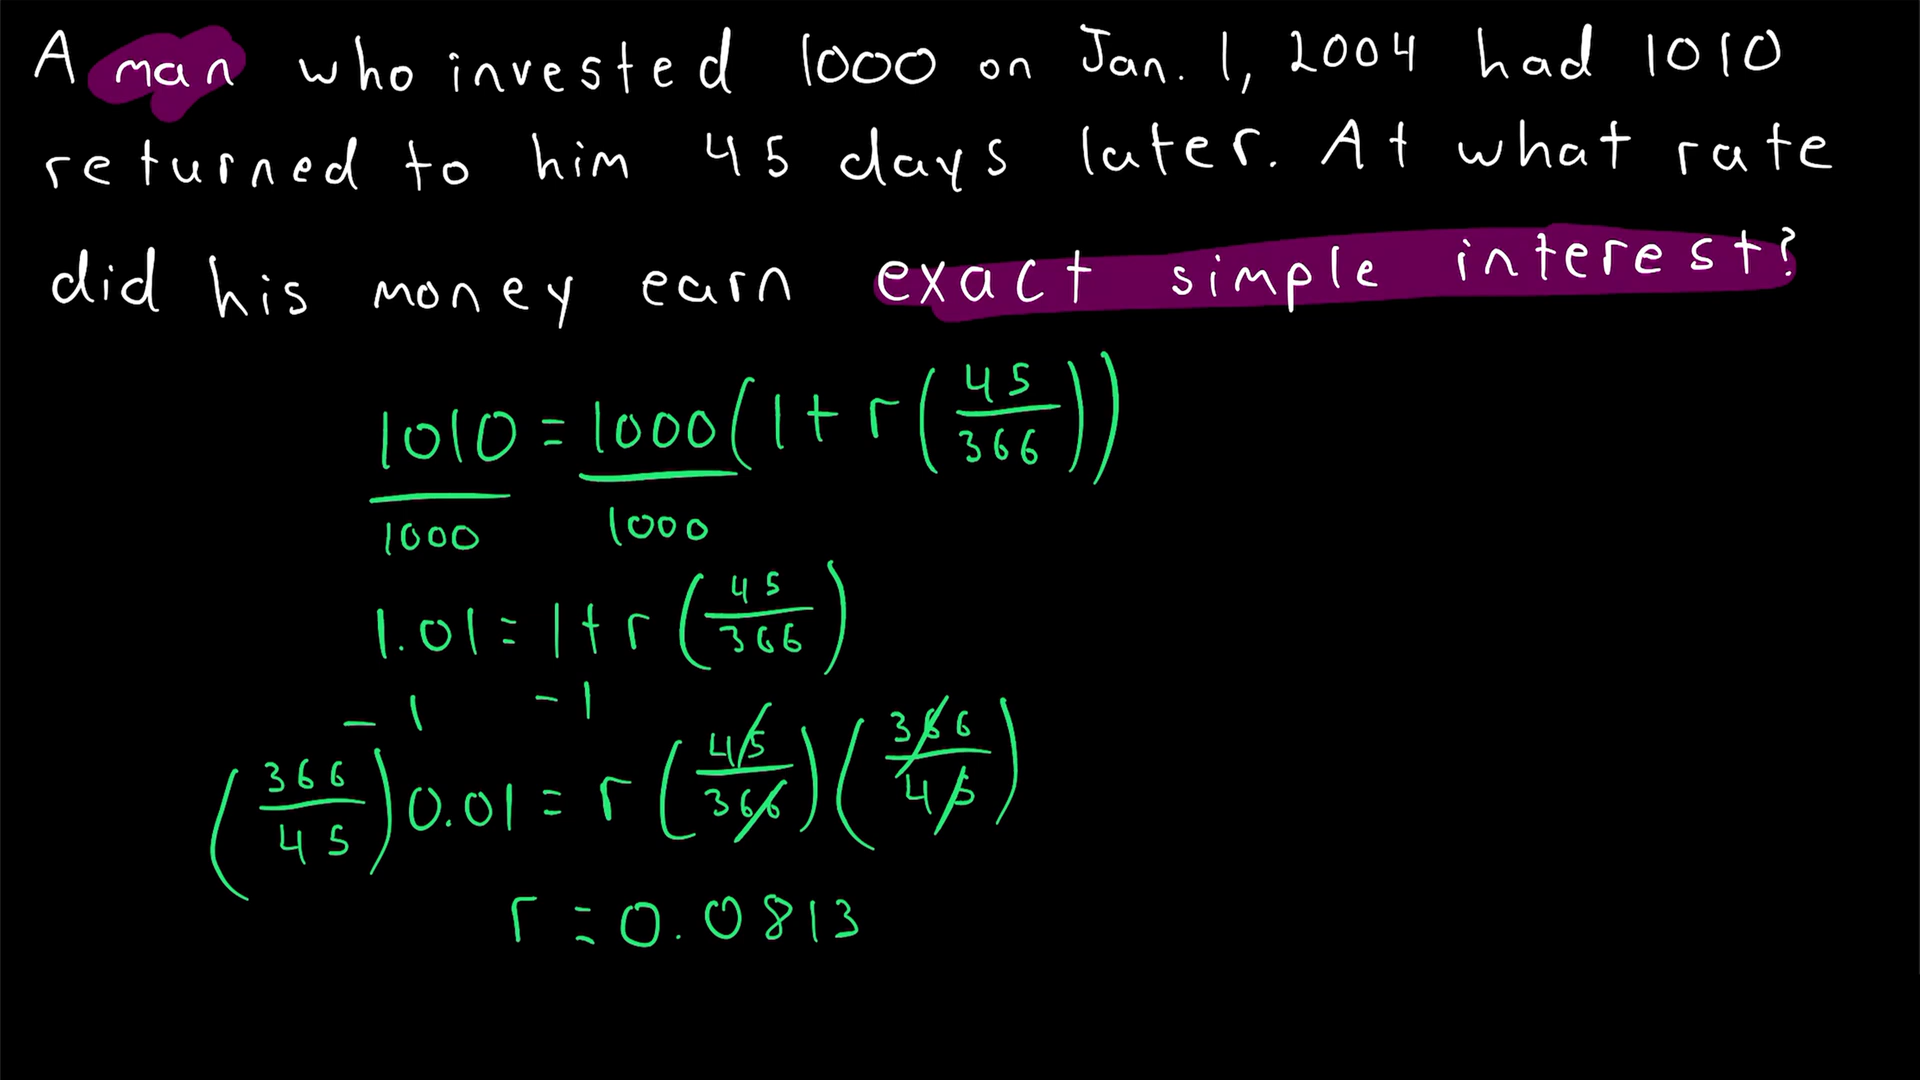 A man who invested 1000 on Jan. 1, 2004 had 1010
returned to him 45 days later. At what rate
did his money earn exact simple interest?
1010 = 1000(1 + r(45/366))
1000 1000
1.01 = 1 + r(45/366)
- 1 - 1
(366/45) 0.01 = r(45/366)(366/45)
r = 0.0813